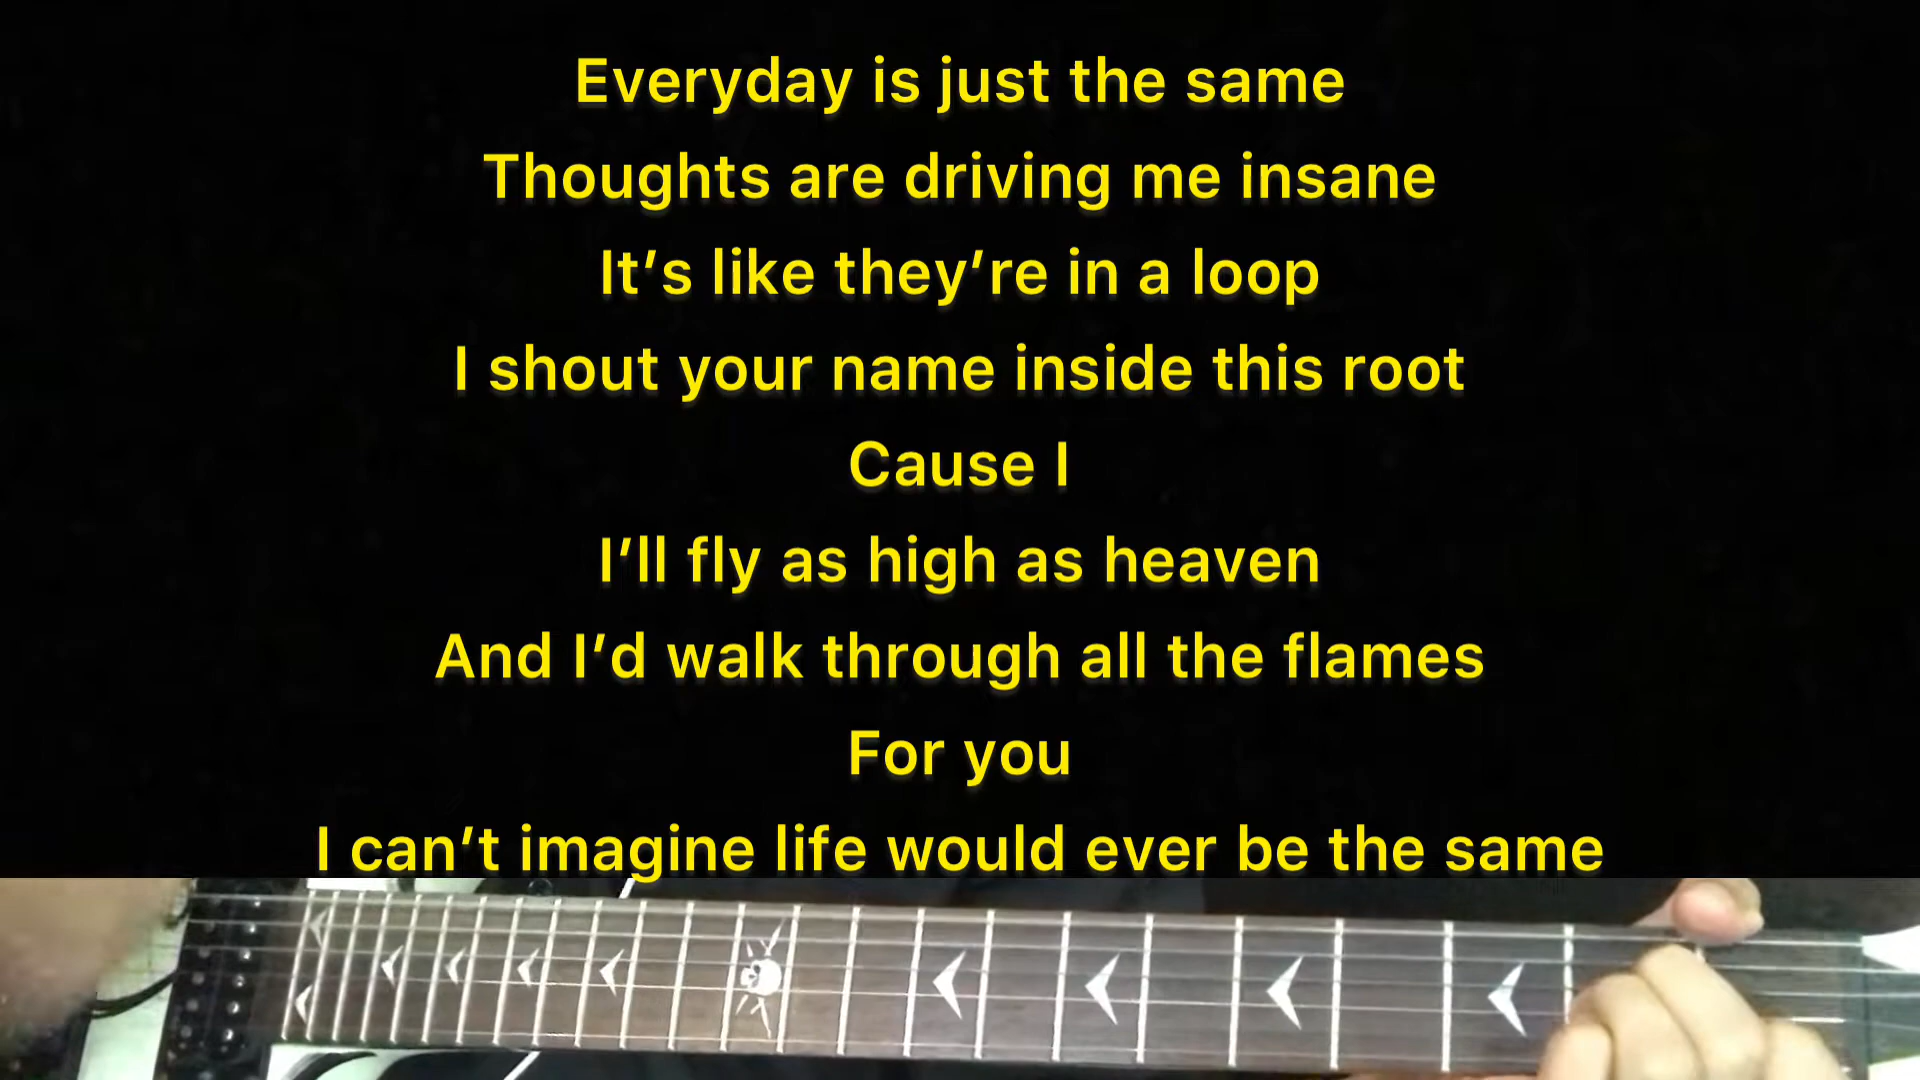 Everyday is just the same
Thoughts are driving me insane
It’s like they’re in a loop
I shout your name inside this root
Cause I
I’ll fly as high as heaven
And I’d walk through all the flames
For you
I can’t imagine life would ever be the same